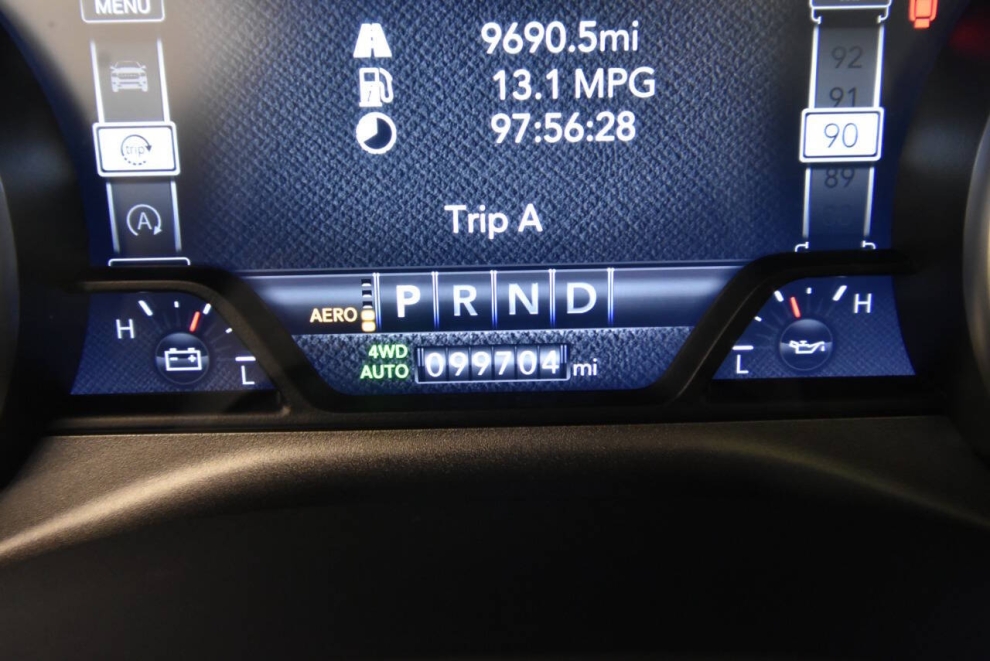 MENU
9690.5mi
92
13.1 MPG
91
trip
97:56:28
90
89
A
Trip A
P R N D
AERO
H
H
4WD
AUTO
099704 mi
L
L